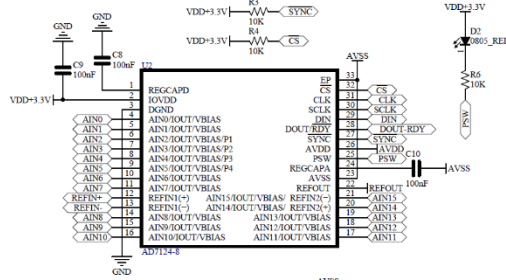 R3
VDD+3.3V
SYNC
10K
R4
VDD+3.3V
CS
10K
VDD+3.3V
D2
0805_REI
R6
10K
PSW
GND
GND
C8
100nF
C9
100nF
VDD+3.3V
AVSS
U2
1 REGCAPD
2 IOVDD
3 DGND
AIN0 4 AIN0/IOUT/VBIAS
AIN1 5 AIN1/IOUT/VBIAS
AIN2 6 AIN2/IOUT/VBIAS/P1
AIN3 7 AIN3/IOUT/VBIAS/P2
AIN4 8 AIN4/IOUT/VBIAS/P3
AIN5 9 AIN5/IOUT/VBIAS/P4
AIN6 10 AIN6/IOUT/VBIAS
AIN7 11 AIN7/IOUT/VBIAS
REFIN+ 12 REFIN1(+)
REFIN- 13 REFIN1(−)
AIN8 14 AIN8/IOUT/VBIAS
AIN9 15 AIN9/IOUT/VBIAS
AIN10 16 AIN10/IOUT/VBIAS
EP 33
CS 32 CS
CLK 31 CLK
SCLK 30 SCLK
DIN 29 DIN
DOUT/RDY 28 DOUT-RDY
SYNC 27 SYNC
AVDD 26 AVDD
PSW 25 PSW
REGCAPA 24
C10
100nF
AVSS
AVSS 23
REFOUT 22 REFOUT
AIN15/IOUT/VBIAS/ REFIN2(−) 21 AIN15
AIN14/IOUT/VBIAS/ REFIN2(+) 20 AIN14
AIN13/IOUT/VBIAS 19 AIN13
AIN12/IOUT/VBIAS 18 AIN12
AIN11/IOUT/VBIAS 17 AIN11
AD7124-8
GND